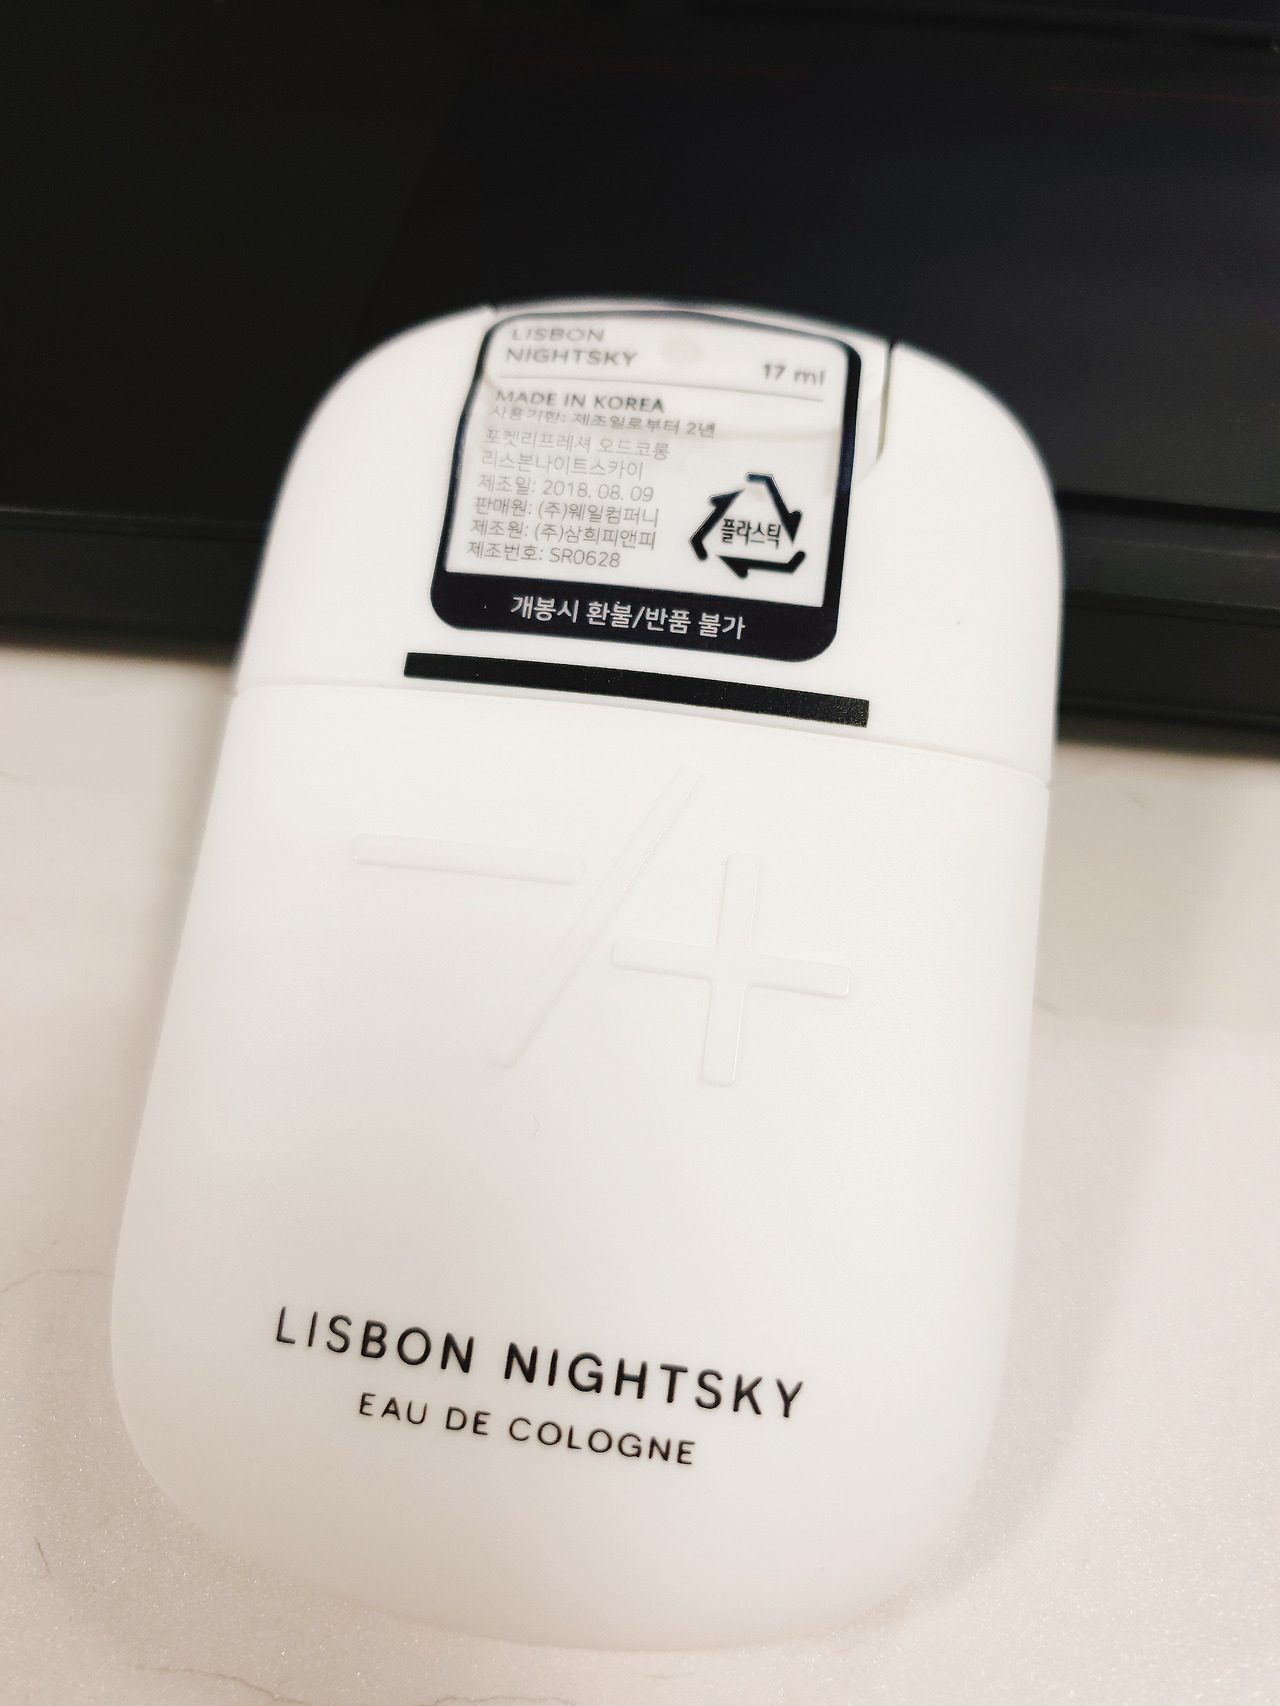 LISBON
NIGHTSKY
17 ml
MADE IN KOREA
사용기한: 제조일로부터 2년
포켓리프레셔 오드코롱
리스본나이트스카이
제조일: 2018. 08. 09
판매원: (주)웨일컴퍼니
제조원: (주)삼희피앤피
제조번호: SR0628
플라스틱
개봉시 환불/반품 불가
-/+
LISBON NIGHTSKY
EAU DE COLOGNE